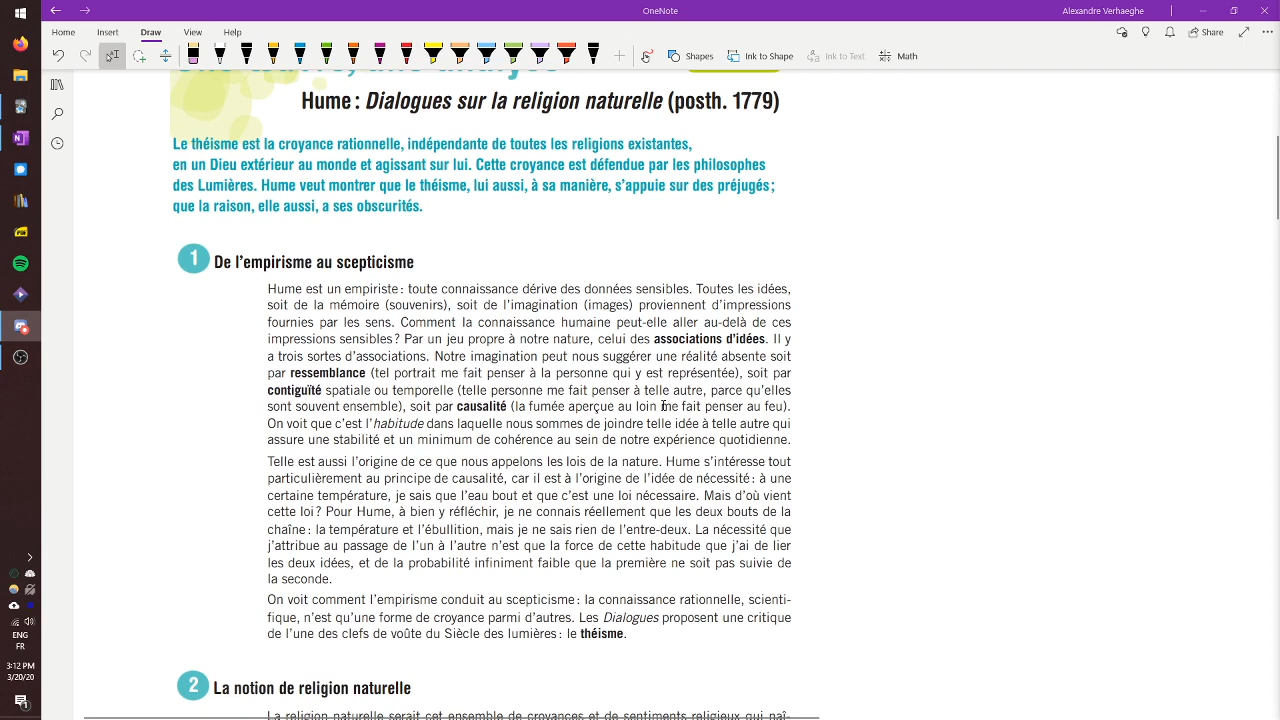 OneNote
Alexandre Verhaeghe
Home Insert Draw View Help
Share
Shapes
Ink to Shape
Ink to Text
Math
Hume : Dialogues sur la religion naturelle (posth. 1779)
Le théisme est la croyance rationnelle, indépendante de toutes les religions existantes,
en un Dieu extérieur au monde et agissant sur lui. Cette croyance est défendue par les philosophes
des Lumières. Hume veut montrer que le théisme, lui aussi, à sa manière, s'appuie sur des préjugés ;
que la raison, elle aussi, a ses obscurités.
1 De l'empirisme au scepticisme
Hume est un empiriste : toute connaissance dérive des données sensibles. Toutes les idées,
soit de la mémoire (souvenirs), soit de l'imagination (images) proviennent d'impressions
fournies par les sens. Comment la connaissance humaine peut-elle aller au-delà de ces
impressions sensibles ? Par un jeu propre à notre nature, celui des associations d'idées. Il y
a trois sortes d'associations. Notre imagination peut nous suggérer une réalité absente soit
par ressemblance (tel portrait me fait penser à la personne qui y est représentée), soit par
contiguïté spatiale ou temporelle (telle personne me fait penser à telle autre, parce qu'elles
sont souvent ensemble), soit par causalité (la fumée aperçue au loin me fait penser au feu).
On voit que c'est l'habitude dans laquelle nous sommes de joindre telle idée à telle autre qui
assure une stabilité et un minimum de cohérence au sein de notre expérience quotidienne.
Telle est aussi l'origine de ce que nous appelons les lois de la nature. Hume s'intéresse tout
particulièrement au principe de causalité, car il est à l'origine de l'idée de nécessité : à une
certaine température, je sais que l'eau bout et que c'est une loi nécessaire. Mais d'où vient
cette loi ? Pour Hume, à bien y réfléchir, je ne connais réellement que les deux bouts de la
chaîne : la température et l'ébullition, mais je ne sais rien de l'entre-deux. La nécessité que
j'attribue au passage de l'un à l'autre n'est que la force de cette habitude que j'ai de lier
les deux idées, et de la probabilité infiniment faible que la première ne soit pas suivie de
la seconde.
On voit comment l'empirisme conduit au scepticisme : la connaissance rationnelle, scienti-
fique, n'est qu'une forme de croyance parmi d'autres. Les Dialogues proposent une critique
de l'une des clefs de voûte du Siècle des lumières : le théisme.
2 La notion de religion naturelle
La religion naturelle serait cet ensemble de croyances et de sentiments religieux qui naî-
ENG
FR
3:12 PM
3/20/20